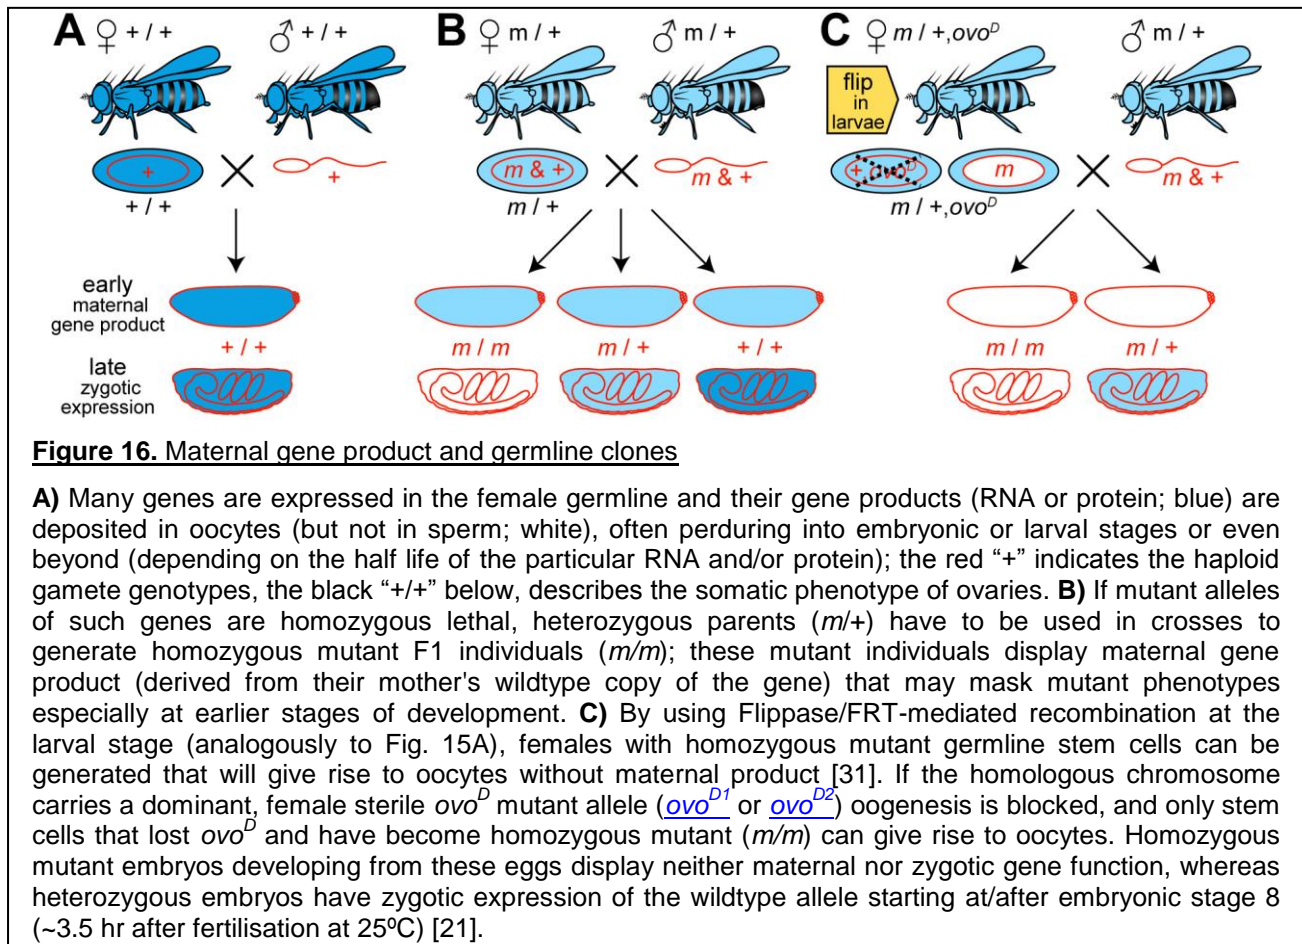 A ♀ + / + ♂ + / + B ♀ m / + ♂ m / + C ♀ m / +,ovoᴰ ♂ m / +
flip
in
larvae
+ + m & + m & + + ovoᴰ m m & +
+ / + m / + m / +,ovoᴰ
early
maternal
gene product
+ / + m / m m / + + / + m / m m / +
late
zygotic
expression
Figure 16. Maternal gene product and germline clones
A) Many genes are expressed in the female germline and their gene products (RNA or protein; blue) are
deposited in oocytes (but not in sperm; white), often perduring into embryonic or larval stages or even
beyond (depending on the half life of the particular RNA and/or protein); the red “+” indicates the haploid
gamete genotypes, the black “+/+” below, describes the somatic phenotype of ovaries. B) If mutant alleles
of such genes are homozygous lethal, heterozygous parents (m/+) have to be used in crosses to
generate homozygous mutant F1 individuals (m/m); these mutant individuals display maternal gene
product (derived from their mother's wildtype copy of the gene) that may mask mutant phenotypes
especially at earlier stages of development. C) By using Flippase/FRT-mediated recombination at the
larval stage (analogously to Fig. 15A), females with homozygous mutant germline stem cells can be
generated that will give rise to oocytes without maternal product [31]. If the homologous chromosome
carries a dominant, female sterile ovoᴰ mutant allele (ovoᴰ¹ or ovoᴰ²) oogenesis is blocked, and only stem
cells that lost ovoᴰ and have become homozygous mutant (m/m) can give rise to oocytes. Homozygous
mutant embryos developing from these eggs display neither maternal nor zygotic gene function, whereas
heterozygous embryos have zygotic expression of the wildtype allele starting at/after embryonic stage 8
(~3.5 hr after fertilisation at 25ºC) [21].